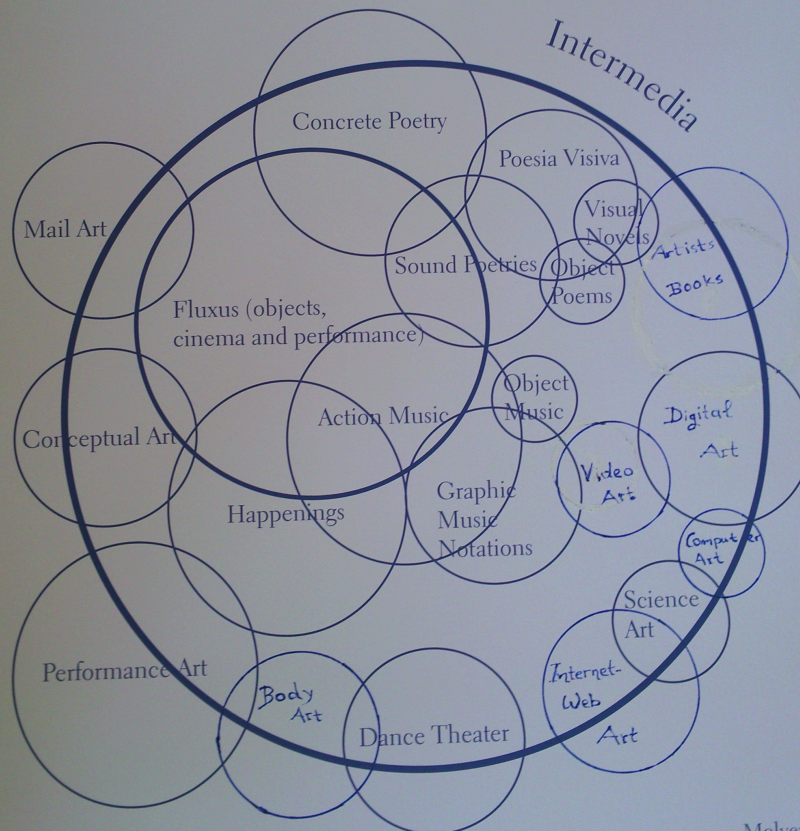 Intermedia
Concrete Poetry
Poesia Visiva
Mail Art
Visual
Novels
Artists
Books
Sound Poetries
Object
Poems
Fluxus (objects,
cinema and performance)
Object
Music
Action Music
Digital
Art
Conceptual Art
Video
Art
Happenings
Graphic
Music
Notations
Computer
Art
Science
Art
Performance Art
Body
Art
Internet-
Web
Art
Dance Theater